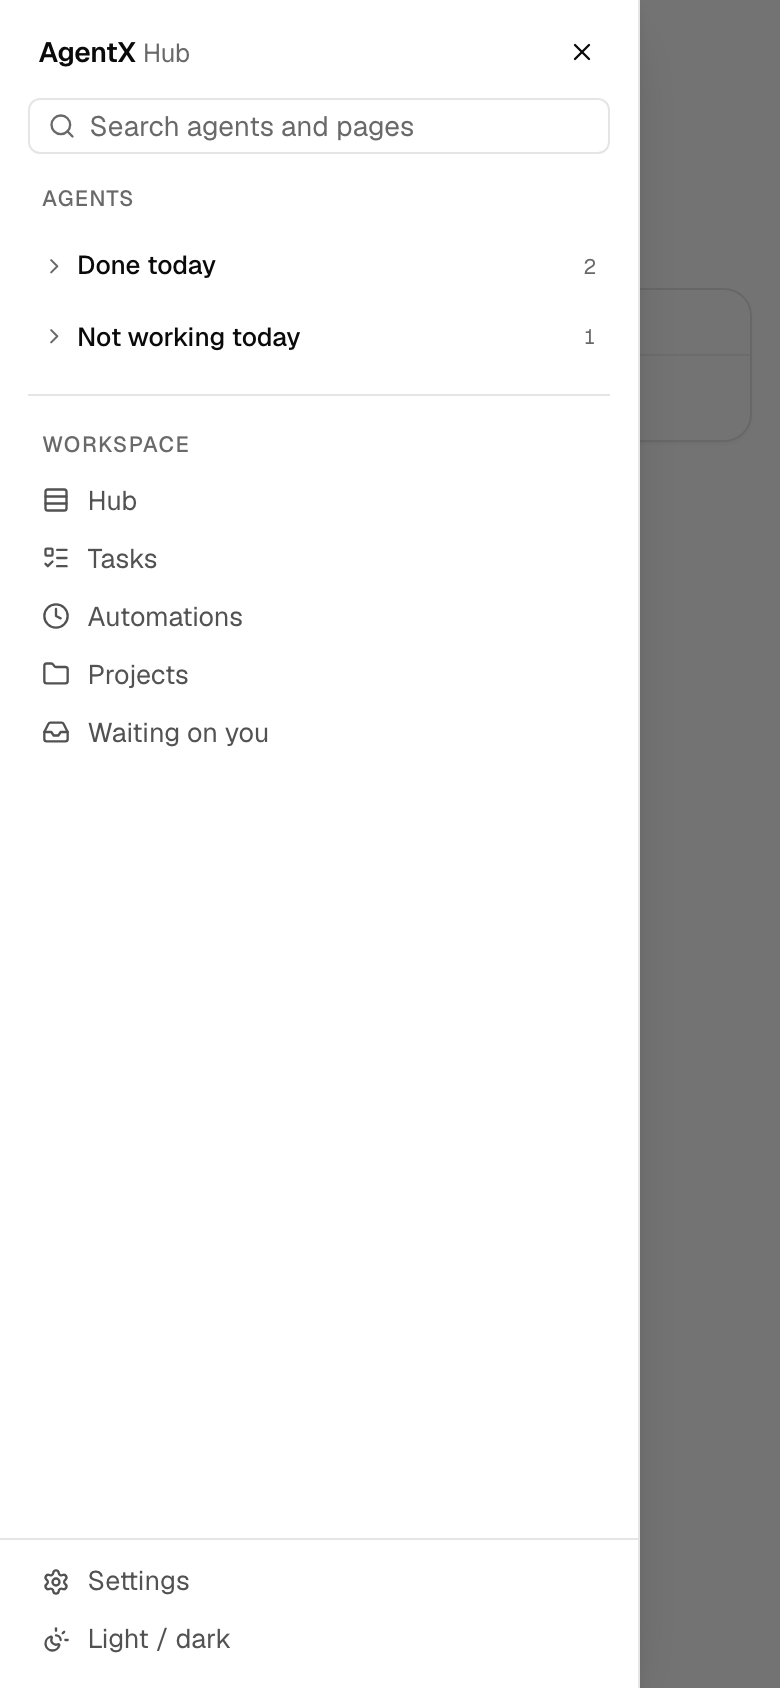 AgentX Hub
Search agents and pages
AGENTS
Done today 2
Not working today 1
WORKSPACE
Hub
Tasks
Automations
Projects
Waiting on you
Settings
Light / dark